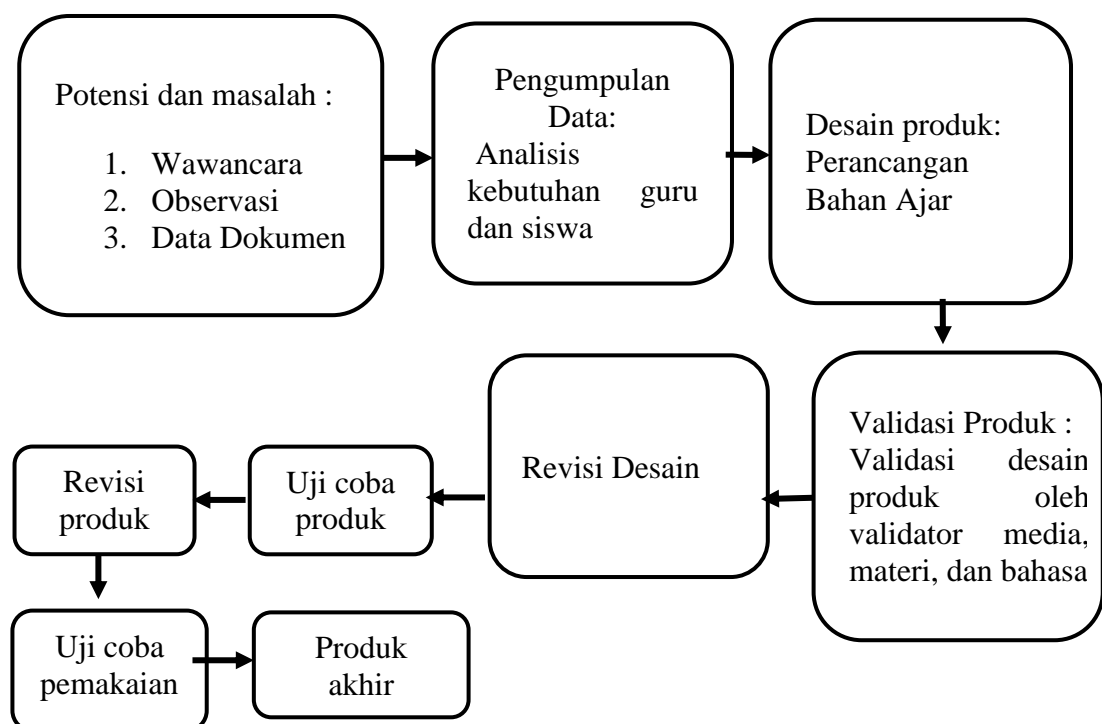 Potensi dan masalah :
1. Wawancara
2. Observasi
3. Data Dokumen
Pengumpulan
Data:
Analisis
kebutuhan guru
dan siswa
Desain produk:
Perancangan
Bahan Ajar
Validasi Produk :
Validasi desain
produk oleh
validator media,
materi, dan bahasa
Revisi Desain
Uji coba
produk
Revisi
produk
Uji coba
pemakaian
Produk
akhir